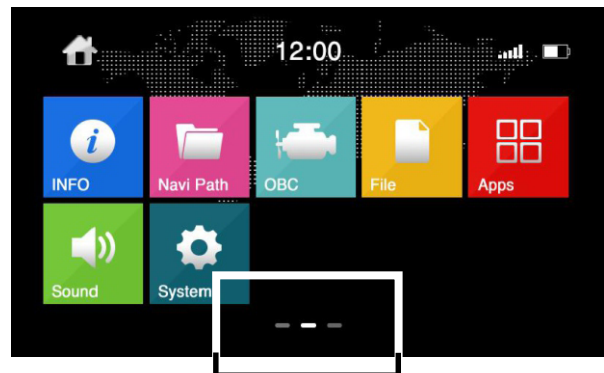 12:00
INFO
Navi Path
OBC
File
Apps
Sound
System